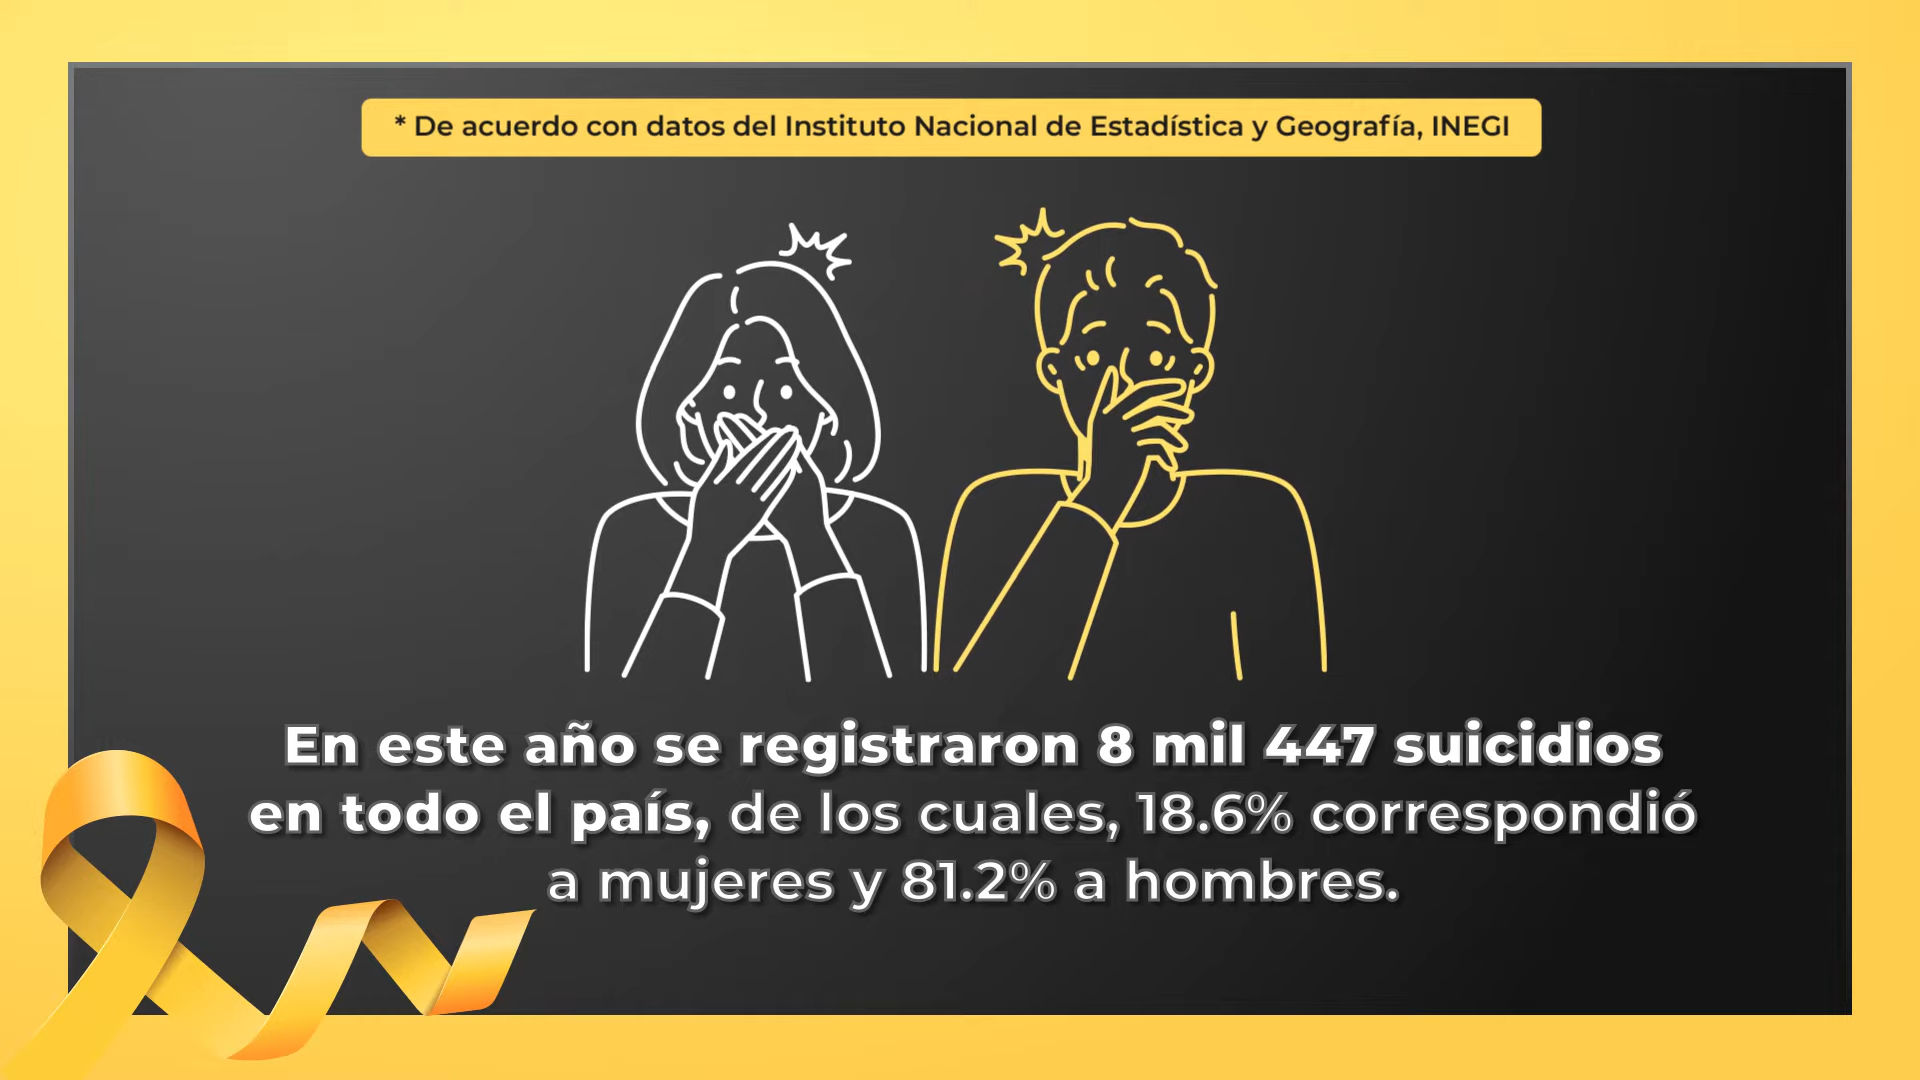 * De acuerdo con datos del Instituto Nacional de Estadística y Geografía, INEGI
En este año se registraron 8 mil 447 suicidios
en todo el país, de los cuales, 18.6% correspondió
a mujeres y 81.2% a hombres.